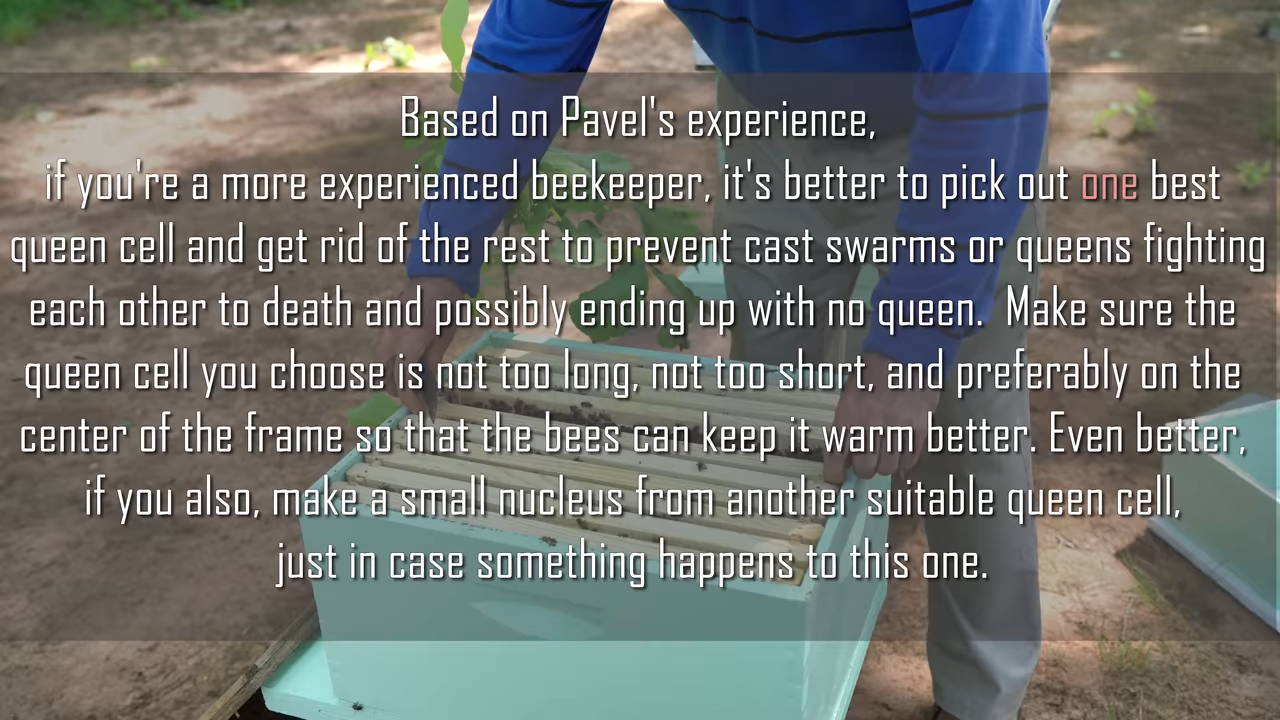 Based on Pavel's experience,
if you're a more experienced beekeeper, it's better to pick out one best
queen cell and get rid of the rest to prevent cast swarms or queens fighting
each other to death and possibly ending up with no queen.  Make sure the
queen cell you choose is not too long, not too short, and preferably on the
center of the frame so that the bees can keep it warm better. Even better,
if you also, make a small nucleus from another suitable queen cell,
just in case something happens to this one.